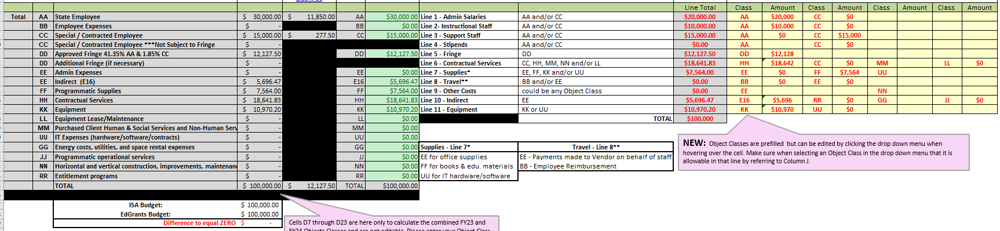 Line Total Class Amount Class Amount Class Amount Class Amount
Total AA State Employee $ 30,000.00 $ 11,850.00 AA $30,000.00 Line 1 - Admin Salaries AA and/or CC $20,000.00 AA $20,000 CC $0
BB Employee Expenses $ - BB $0.00 Line 2- Instructional Staff AA and/or CC $10,000.00 AA $10,000 CC $0
CC Special / Contracted Employee $ 15,000.00 $ 277.50 CC $15,000.00 Line 3 - Support Staff AA and/or CC $15,000.00 AA $0 CC $15,000
CC Special / Contracted Employee ***Not Subject to Fringe $ - Line 4 - Stipends AA and/or CC $0.00 AA CC $0
DD Approved Fringe 41.35% AA & 1.85% CC $ 12,127.50 DD $12,127.50 Line 5 - Fringe DD $12,127.50 DD $12,128
DD Additional Fringe (if necessary) $ - Line 6 - Contractual Services CC, HH, MM, NN and/or LL $18,641.83 HH $18,642 CC $0 MM LL $0
EE Admin Expenses $ - EE $0.00 Line 7 - Supplies* EE, FF, KK and/or UU $7,564.00 EE $0 FF $7,564 UU
EE Indirect (E16) $ 5,696.47 E16 $5,696.47 Line 8 - Travel** BB and/or EE $0.00 BB $0 EE $0
FF Programmatic Supplies $ 7,564.00 FF $7,564.00 Line 9 - Other Costs could be any Object Class $0.00 EE NN
HH Contractual Services $ 18,641.83 HH $18,641.83 Line 10 - Indirect EE $5,696.47 E16 $5,696 RR $0 GG JJ $0
KK Equipment $ 10,970.20 KK $10,970.20 Line 11 - Equipment KK or UU $10,970.20 KK $10,970 UU $0
LL Equipment Lease/Maintenance $ - LL $0.00 TOTAL $100,000
MM Purchased Client Human & Social Services and Non-Human Serv $ - MM $0.00
UU IT Expenses (hardware/software/contracts) $ - UU $0.00
GG Energy costs, utilities, and space rental expenses $ - GG $0.00 Supplies - Line 7* Travel - Line 8**
JJ Programmatic operational services $ - JJ $0.00 EE for office supplies EE - Payments made to Vendor on behalf of staff
NN Horizontal and vertical construction, improvements, maintenan $ - NN $0.00 FF for books & edu. materials BB - Employee Reimbursement
RR Entitlement programs $ - RR $0.00 UU for IT hardware/software
TOTAL $ 100,000.00 $ 12,127.50 TOTAL $100,000.00
NEW: Object Classes are prefilled but can be edited by clicking the drop down menu when
hovering over the cell. Make sure when selecting an Object Class in the drop down menu that it is
allowable in that line by referring to Column J.
ISA Budget: $ 100,000.00
EdGrants Budget: $ 100,000.00
Difference to equal ZERO $ -
Cells D7 through D23 are here only to calculate the combined FY23 and
FY24 Objects Classes and are not editable. Please enter your Object Class